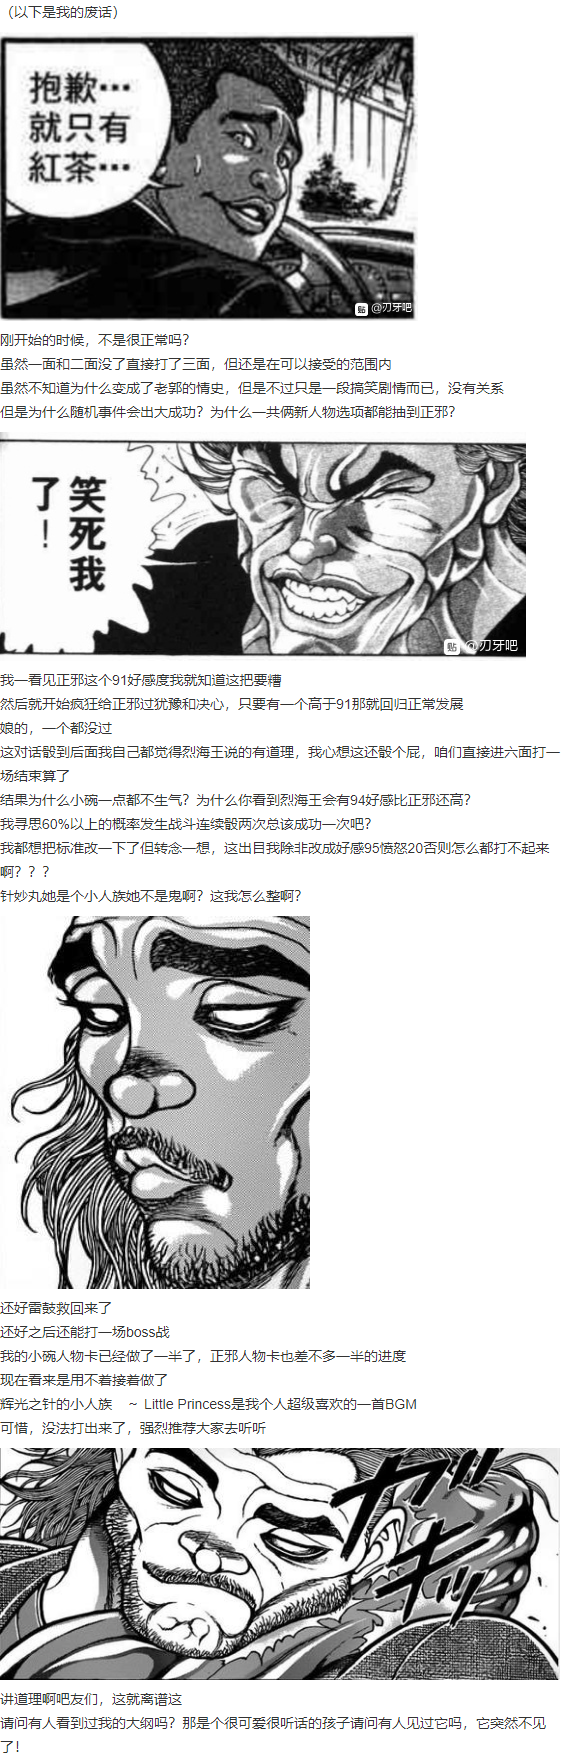 （以下是我的废话）
抱歉…
就只有
紅茶…
貼 @刃牙吧
刚开始的时候，不是很正常吗？
虽然一面和二面没了直接打了三面，但还是在可以接受的范围内
虽然不知道为什么变成了老郭的情史，但是不过只是一段搞笑剧情而已，没有关系
但是为什么随机事件会出大成功？为什么一共俩新人物选项都能抽到正邪？
笑死我
了！
貼 @刃牙吧
我一看见正邪这个91好感度我就知道这把要糟
然后就开始疯狂给正邪过犹豫和决心，只要有一个高于91那就回归正常发展
娘的，一个都没过
这对话骰到后面我自己都觉得烈海王说的有道理，我心想这还骰个屁，咱们直接进六面打一
场结束算了
结果为什么小碗一点都不生气？为什么你看到烈海王会有94好感比正邪还高？
我寻思60%以上的概率发生战斗连续骰两次总该成功一次吧？
我都想把标准改一下了但转念一想，这出目我除非改成好感95愤怒20否则怎么都打不起来
啊？？？
针妙丸她是个小人族她不是鬼啊？这我怎么整啊？
还好雷鼓救回来了
还好之后还能打一场boss战
我的小碗人物卡已经做了一半了，正邪人物卡也差不多一半的进度
现在看来是用不着接着做了
辉光之针的小人族　~ Little Princess是我个人超级喜欢的一首BGM
可惜，没法打出来了，强烈推荐大家去听听
ガギッ
讲道理啊吧友们，这就离谱这
请问有人看到过我的大纲吗？那是个很可爱很听话的孩子请问有人见过它吗，它突然不见
了！